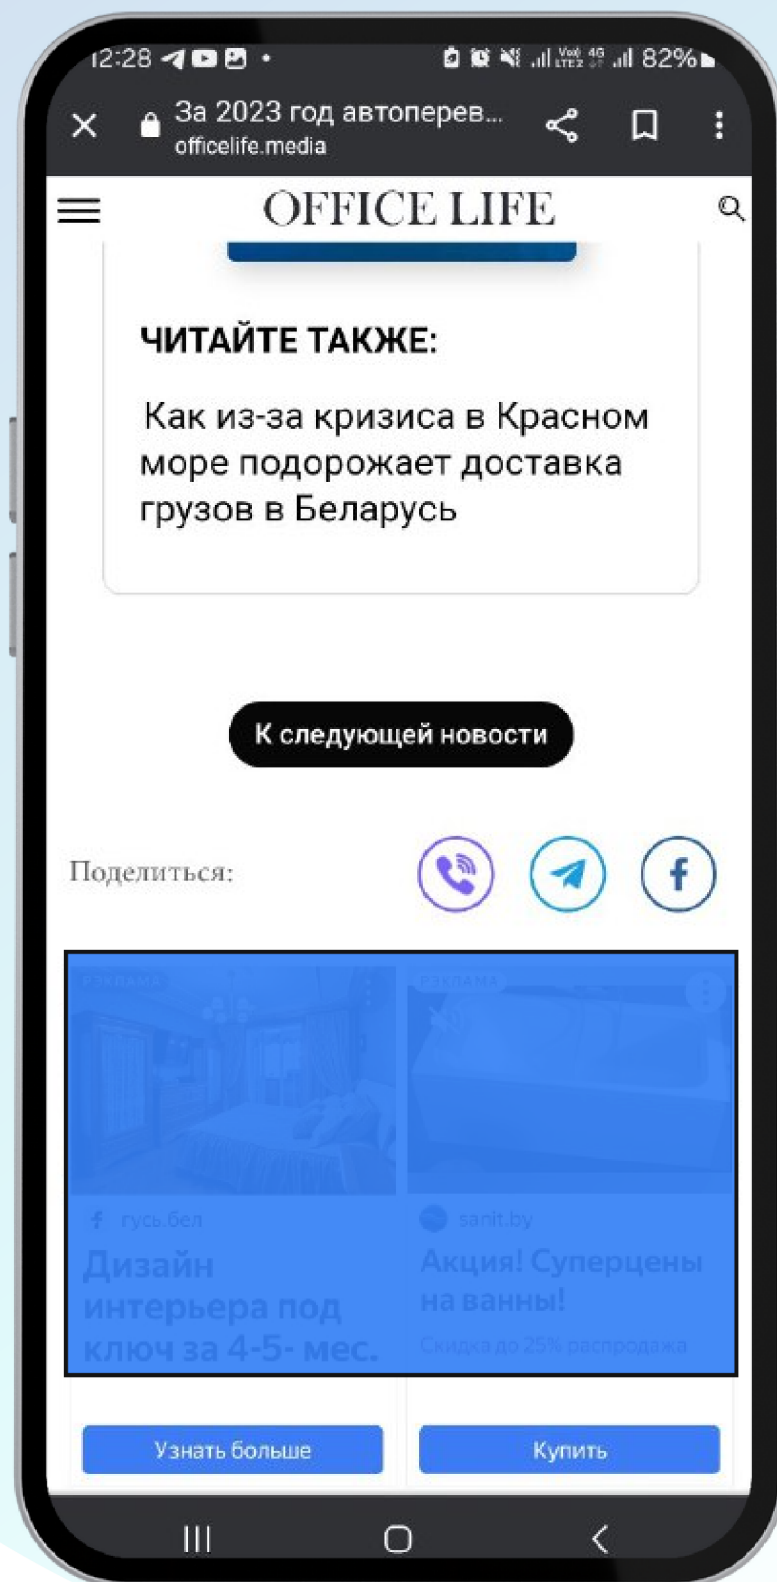 12:28
82%
За 2023 год автоперев...
officelife.media
OFFICE LIFE
ЧИТАЙТЕ ТАКЖЕ:
Как из-за кризиса в Красном
море подорожает доставка
грузов в Беларусь
К следующей новости
Поделиться:
РЭКЛАМА
РЭКЛАМА
гусь.бел
sanit.by
Дизайн
интерьера под
ключ за 4-5- мес.
Акция! Суперцены
на ванны!
Скидка до 25% распродажа
Узнать больше
Купить